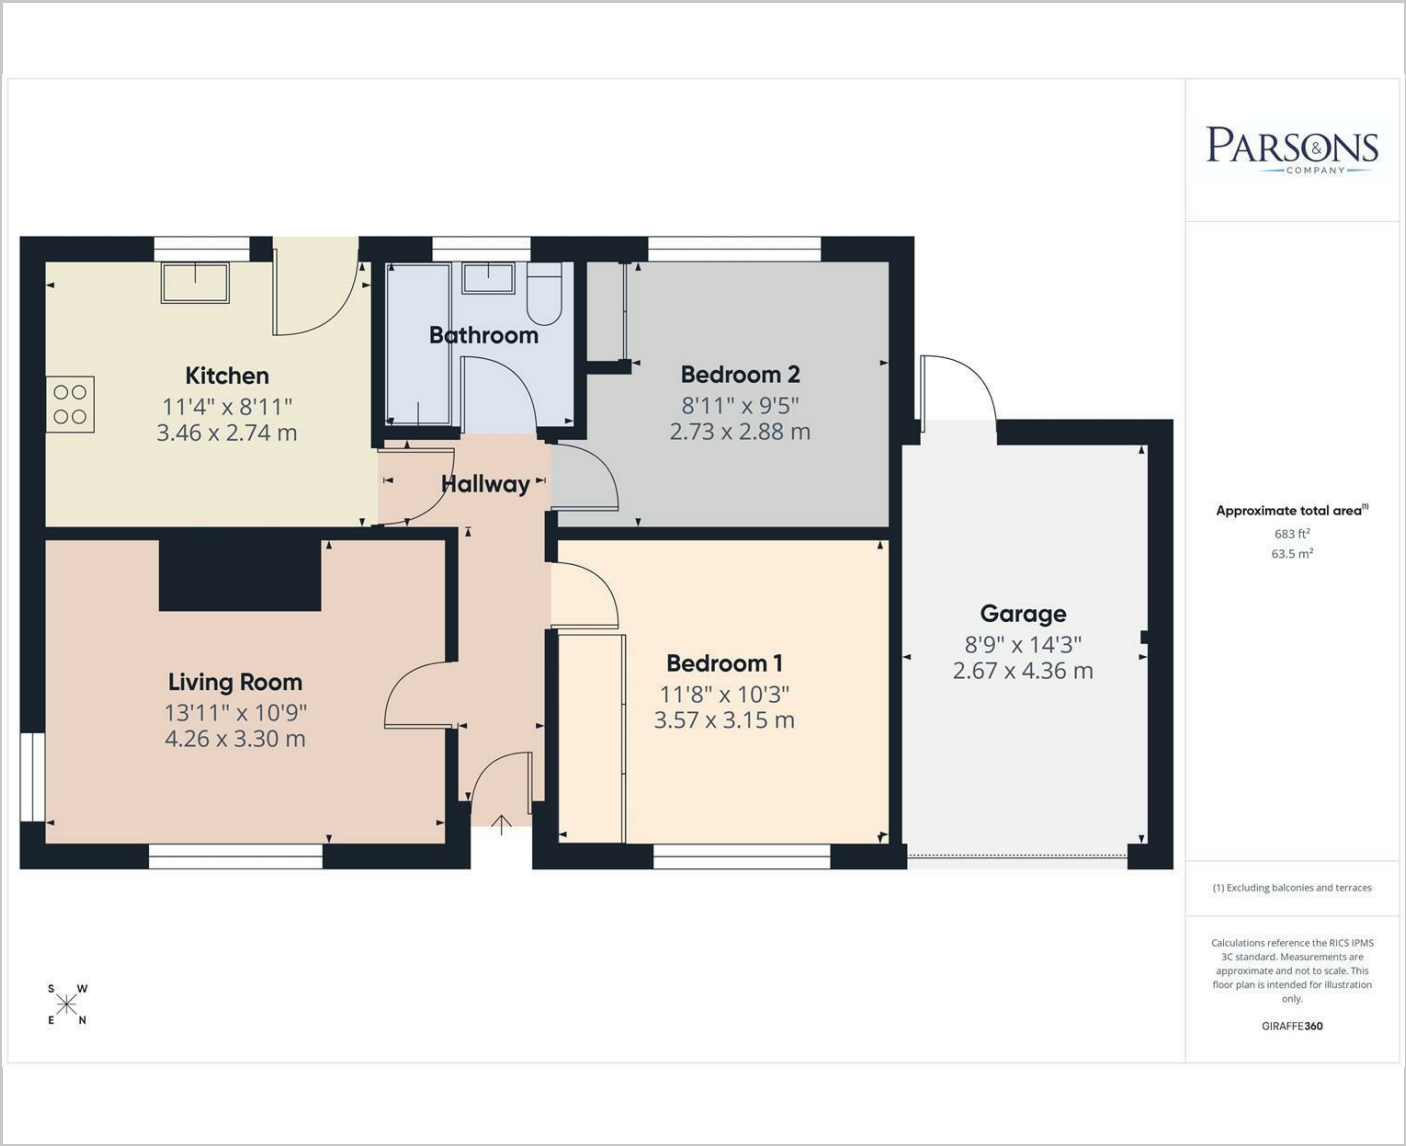 PARSONS
&
COMPANY
Kitchen
11'4" x 8'11"
3.46 x 2.74 m
Bathroom
Bedroom 2
8'11" x 9'5"
2.73 x 2.88 m
Hallway
Living Room
13'11" x 10'9"
4.26 x 3.30 m
Bedroom 1
11'8" x 10'3"
3.57 x 3.15 m
Garage
8'9" x 14'3"
2.67 x 4.36 m
Approximate total area(1)
683 ft²
63.5 m²
(1) Excluding balconies and terraces
Calculations reference the RICS IPMS
3C standard. Measurements are
approximate and not to scale. This
floor plan is intended for illustration
only.
GIRAFFE360
S W
E N